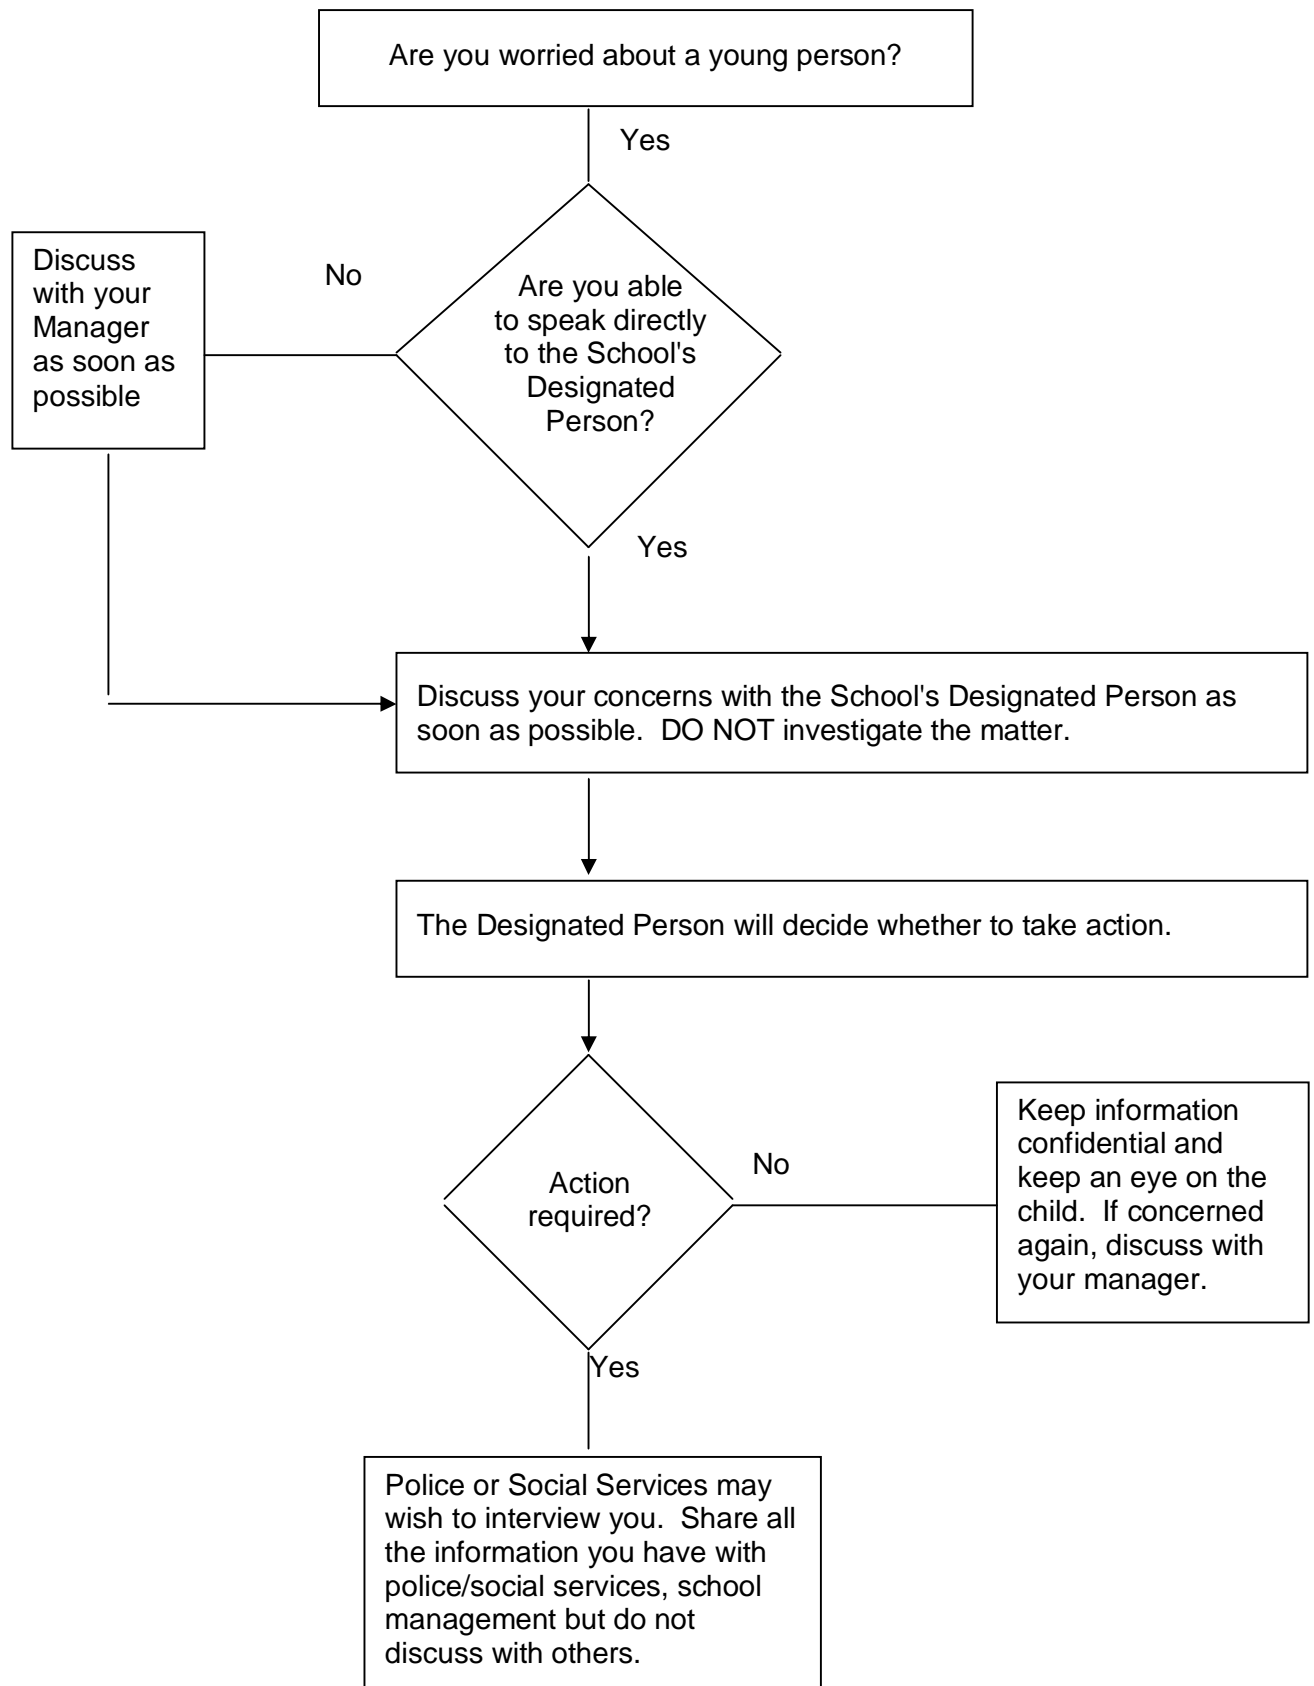 Are you worried about a young person?
Yes
Discuss
with your
Manager
as soon as
possible
No
Are you able
to speak directly
to the School's
Designated
Person?
Yes
Discuss your concerns with the School's Designated Person as
soon as possible.  DO NOT investigate the matter.
The Designated Person will decide whether to take action.
Action
required?
No
Keep information
confidential and
keep an eye on the
child.  If concerned
again, discuss with
your manager.
Yes
Police or Social Services may
wish to interview you.  Share all
the information you have with
police/social services, school
management but do not
discuss with others.